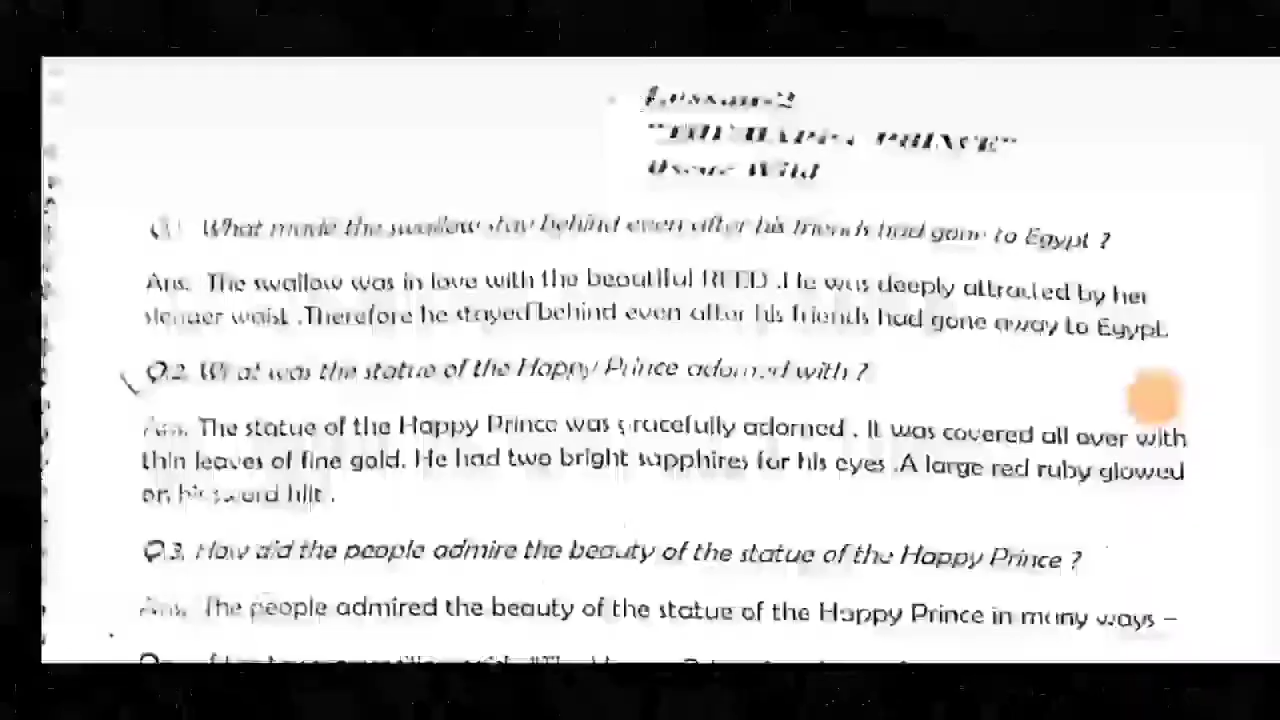 Lesson-2
"THE HAPPY PRINCE"
Oscar Wild
Q.1. What made the swallow stay behind even after his friends had gone to Egypt ?
Ans. The swallow was in love with the beautiful REED .He was deeply attracted by her
slender waist .Therefore he stayed behind even after his friends had gone away to Egypt.
Q.2. What was the statue of the Happy Prince adorned with ?
Ans. The statue of the Happy Prince was gracefully adorned . It was covered all over with
thin leaves of fine gold. He had two bright sapphires for his eyes .A large red ruby glowed
on his sword hilt .
Q.3. How did the people admire the beauty of the statue of the Happy Prince ?
Ans. The people admired the beauty of the statue of the Happy Prince in many ways –